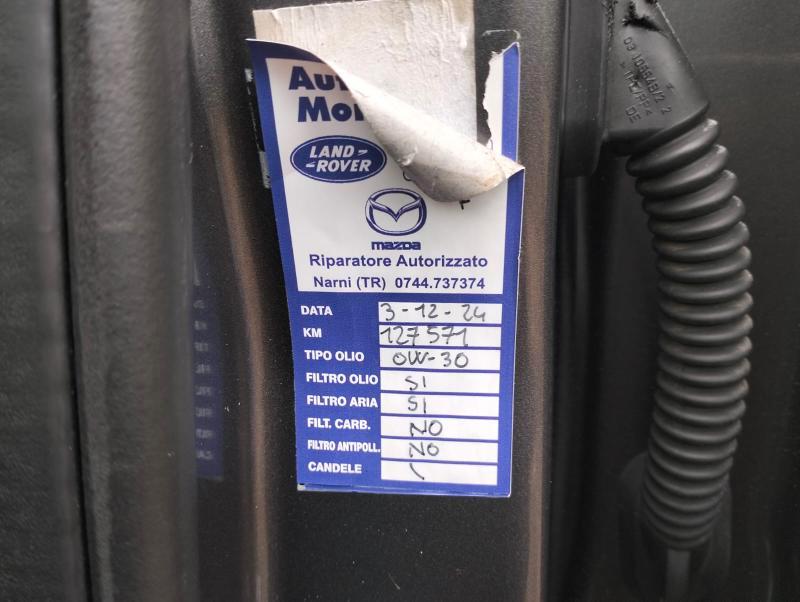 Au
Mo
LAND-
-ROVER
mazda
Riparatore Autorizzato
Narni (TR) 0744.737374
DATA 3-12-24
KM 127571
TIPO OLIO 0W-30
FILTRO OLIO SI
FILTRO ARIA SI
FILT. CARB. NO
FILTRO ANTIPOLL. NO
CANDELE \
DE